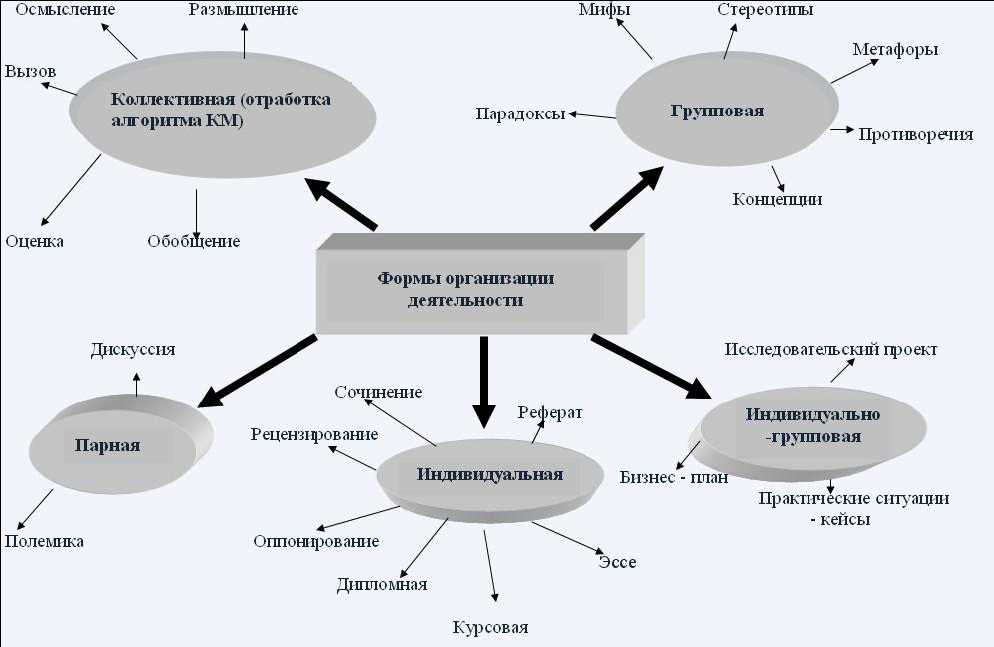 Осмысление
Размышление
Мифы
Стереотипы
Вызов
Метафоры
Коллективная (отработка
алгоритма КМ)
Групповая
Парадоксы
Противоречия
Концепции
Оценка
Обобщение
Формы организации
деятельности
Дискуссия
Исследовательский проект
Сочинение
Реферат
Индивидуально
-групповая
Рецензирование
Парная
Индивидуальная
Бизнес - план
Практические ситуации
- кейсы
Полемика
Оппонирование
Эссе
Дипломная
Курсовая